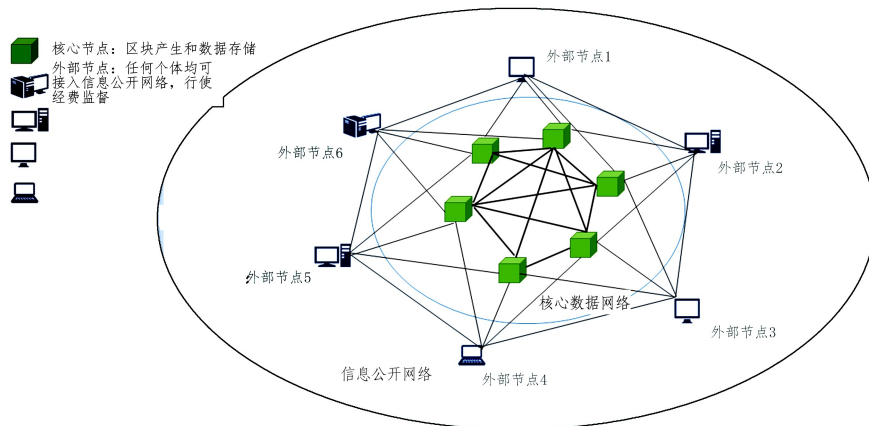 核心节点：区块产生和数据存储
外部节点：任何个体均可
接入信息公开网络，行使
经费监督
外部节点1
外部节点2
外部节点6
外部节点5
核心数据网络
外部节点3
信息公开网络
外部节点4